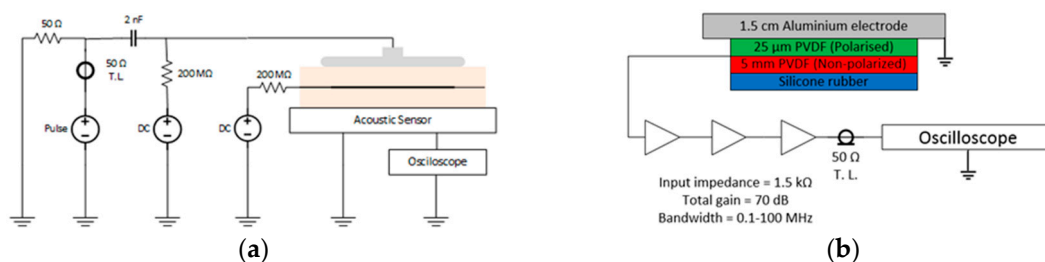 50 Ω
2 nF
50 Ω
T. L.
200 MΩ
200 MΩ
Pulse
DC
DC
Acoustic Sensor
Osciloscope
(a)
1.5 cm Aluminium electrode
25 µm PVDF (Polarised)
5 mm PVDF (Non-polarized)
Silicone rubber
50 Ω
T. L.
Oscilloscope
Input impedance = 1.5 kΩ
Total gain = 70 dB
Bandwidth = 0.1-100 MHz
(b)